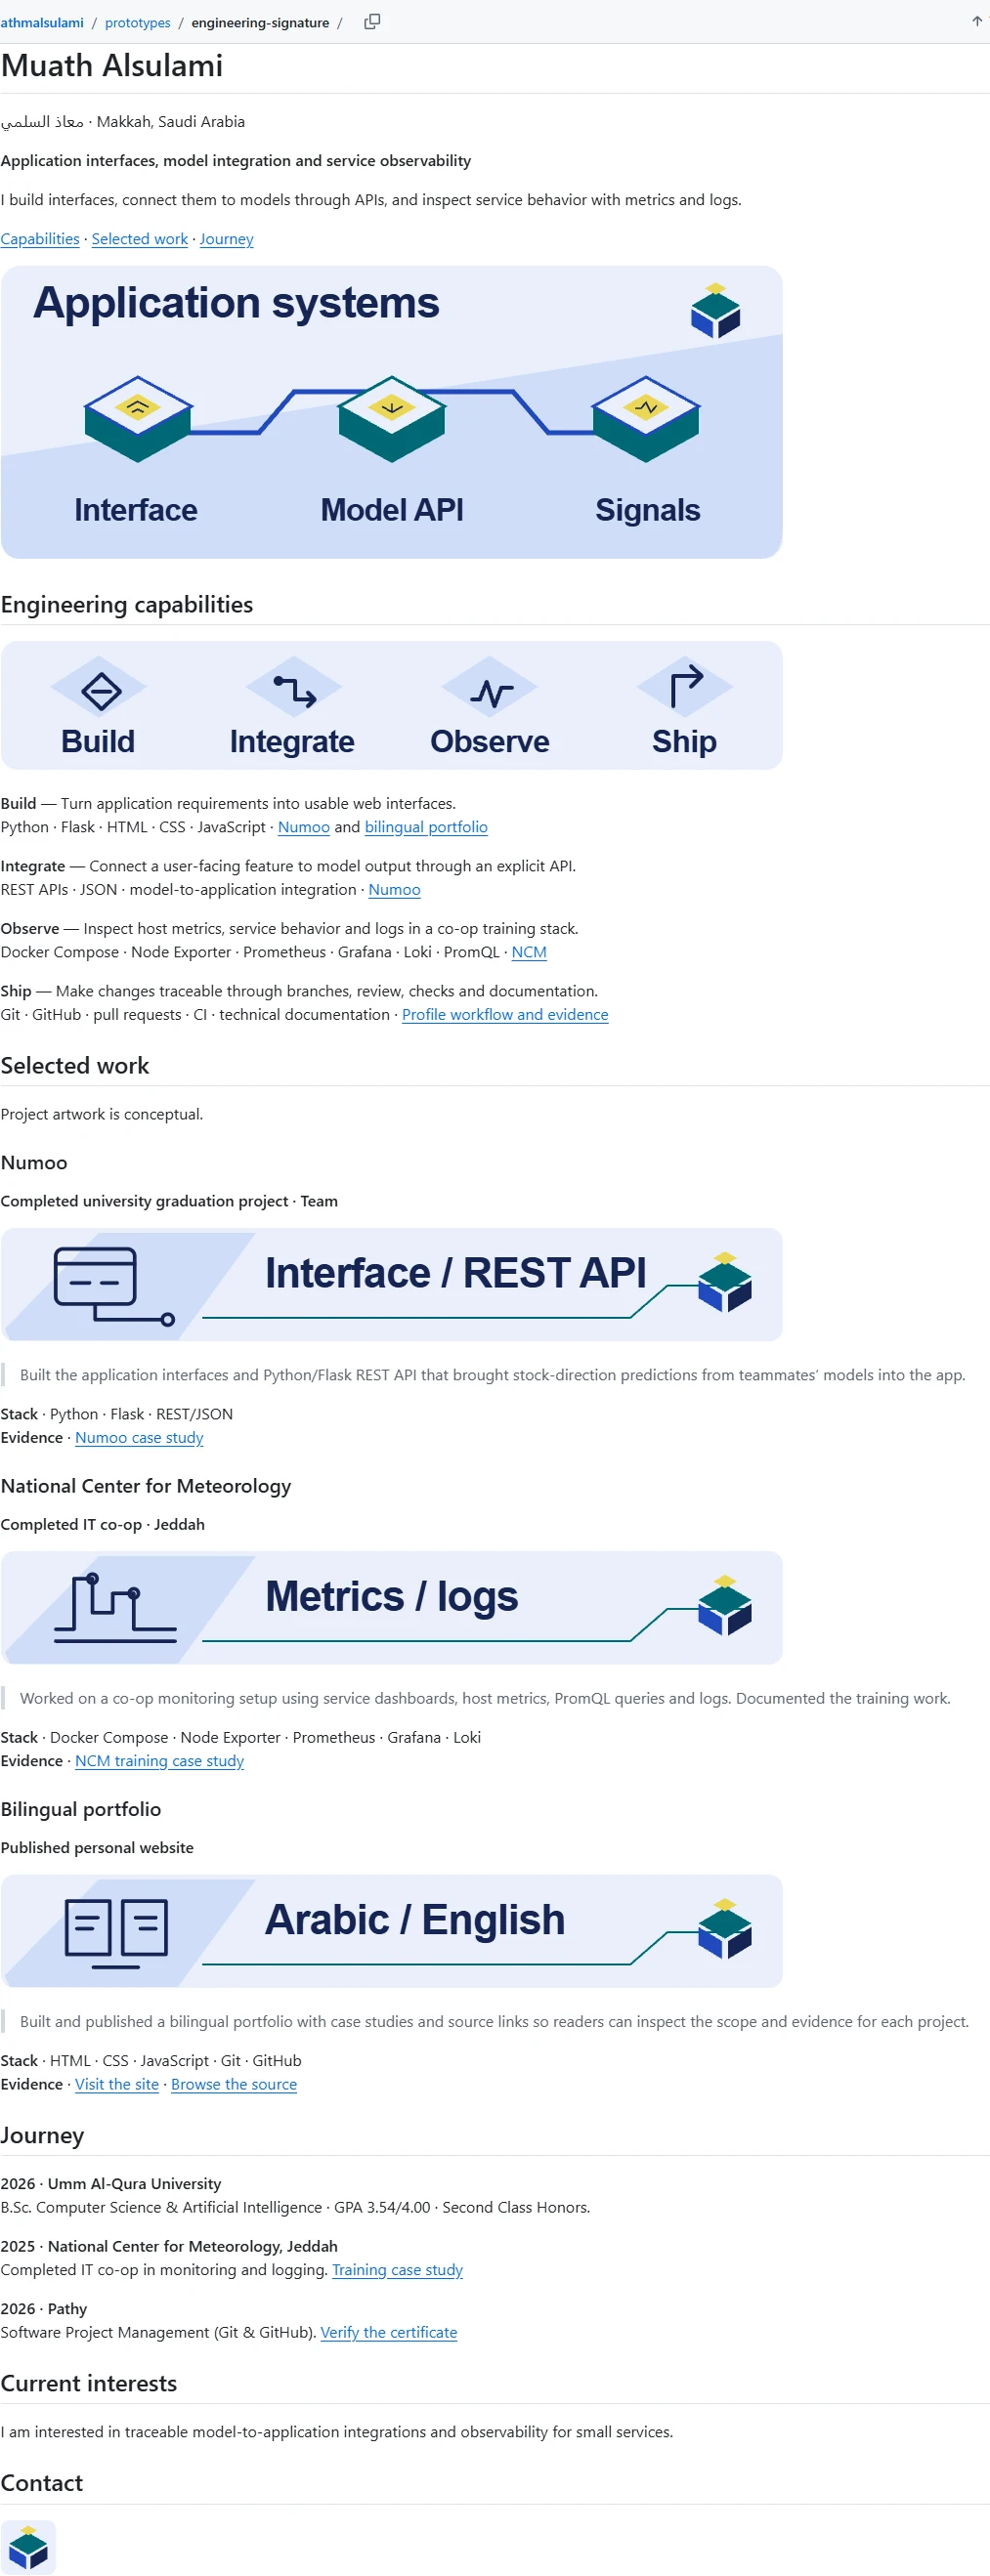 athmalsulami / prototypes / engineering-signature /
Muath Alsulami
معاذ السلمي · Makkah, Saudi Arabia
Application interfaces, model integration and service observability
I build interfaces, connect them to models through APIs, and inspect service behavior with metrics and logs.
Capabilities · Selected work · Journey
Application systems
Interface Model API Signals
Engineering capabilities
Build Integrate Observe Ship
Build — Turn application requirements into usable web interfaces.
Python · Flask · HTML · CSS · JavaScript · Numoo and bilingual portfolio
Integrate — Connect a user-facing feature to model output through an explicit API.
REST APIs · JSON · model-to-application integration · Numoo
Observe — Inspect host metrics, service behavior and logs in a co-op training stack.
Docker Compose · Node Exporter · Prometheus · Grafana · Loki · PromQL · NCM
Ship — Make changes traceable through branches, review, checks and documentation.
Git · GitHub · pull requests · CI · technical documentation · Profile workflow and evidence
Selected work
Project artwork is conceptual.
Numoo
Completed university graduation project · Team
Interface / REST API
Built the application interfaces and Python/Flask REST API that brought stock-direction predictions from teammates’ models into the app.
Stack · Python · Flask · REST/JSON
Evidence · Numoo case study
National Center for Meteorology
Completed IT co-op · Jeddah
Metrics / logs
Worked on a co-op monitoring setup using service dashboards, host metrics, PromQL queries and logs. Documented the training work.
Stack · Docker Compose · Node Exporter · Prometheus · Grafana · Loki
Evidence · NCM training case study
Bilingual portfolio
Published personal website
Arabic / English
Built and published a bilingual portfolio with case studies and source links so readers can inspect the scope and evidence for each project.
Stack · HTML · CSS · JavaScript · Git · GitHub
Evidence · Visit the site · Browse the source
Journey
2026 · Umm Al-Qura University
B.Sc. Computer Science & Artificial Intelligence · GPA 3.54/4.00 · Second Class Honors.
2025 · National Center for Meteorology, Jeddah
Completed IT co-op in monitoring and logging. Training case study
2026 · Pathy
Software Project Management (Git & GitHub). Verify the certificate
Current interests
I am interested in traceable model-to-application integrations and observability for small services.
Contact